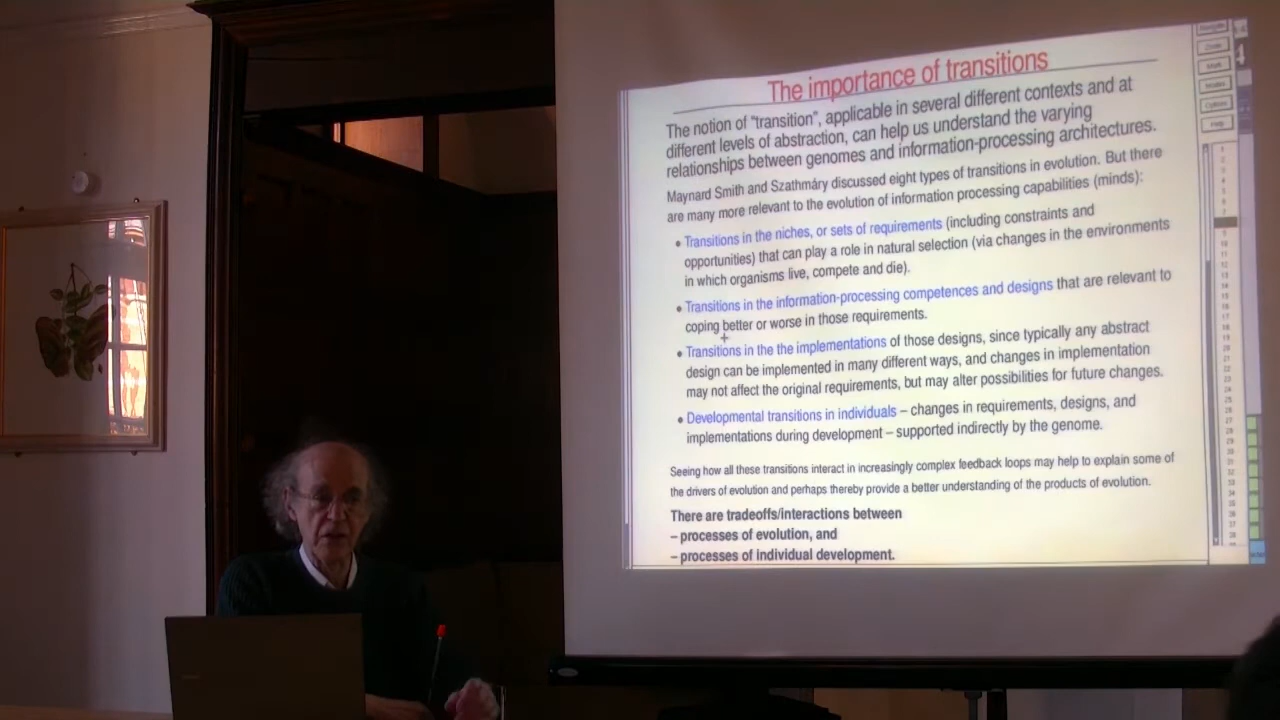 The importance of transitions
The notion of "transition", applicable in several different contexts and at
different levels of abstraction, can help us understand the varying
relationships between genomes and information-processing architectures.
Maynard Smith and Szathmáry discussed eight types of transitions in evolution. But there
are many more relevant to the evolution of information processing capabilities (minds):
• Transitions in the niches, or sets of requirements (including constraints and
opportunities) that can play a role in natural selection (via changes in the environments
in which organisms live, compete and die).
• Transitions in the information-processing competences and designs that are relevant to
coping better or worse in those requirements.
• Transitions in the the implementations of those designs, since typically any abstract
design can be implemented in many different ways, and changes in implementation
may not affect the original requirements, but may alter possibilities for future changes.
• Developmental transitions in individuals – changes in requirements, designs, and
implementations during development – supported indirectly by the genome.
Seeing how all these transitions interact in increasingly complex feedback loops may help to explain some of
the drivers of evolution and perhaps thereby provide a better understanding of the products of evolution.
There are tradeoffs/interactions between
– processes of evolution, and
– processes of individual development.